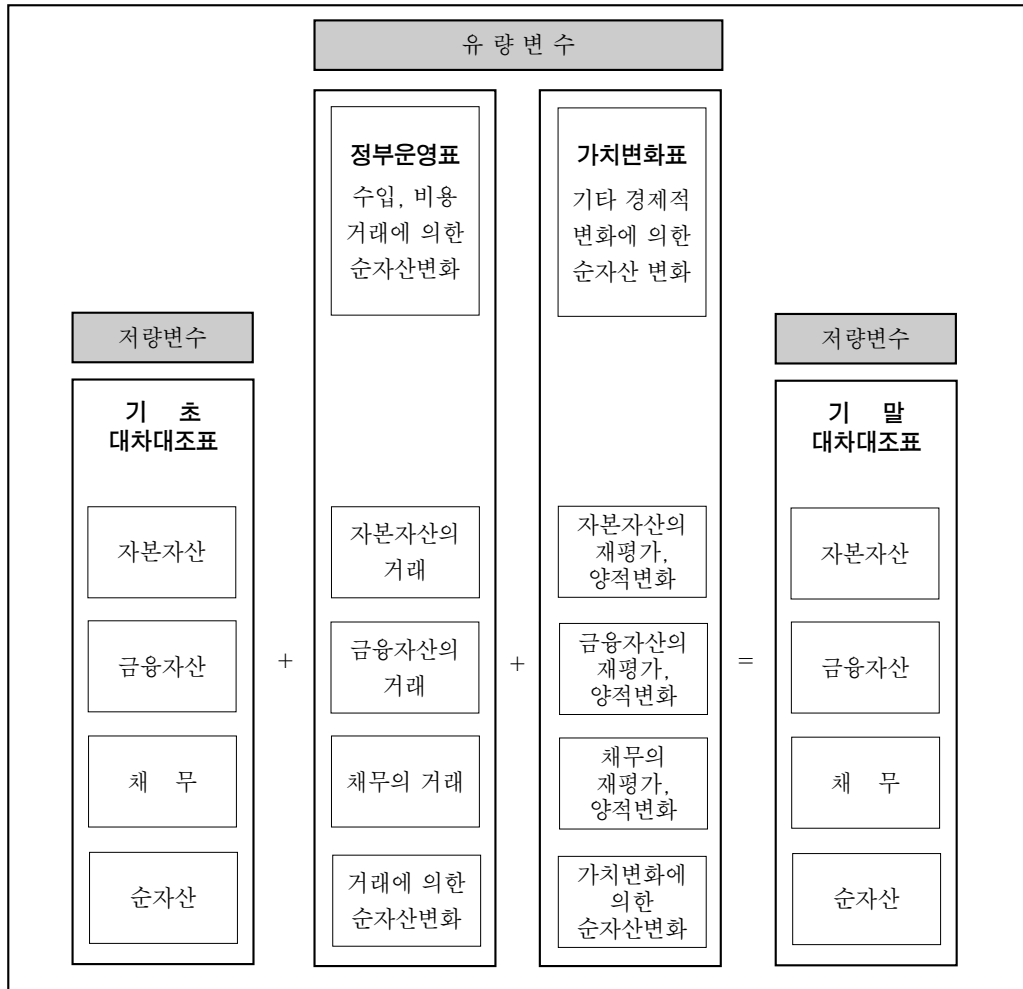 유 량 변 수
정부운영표
수입, 비용
거래에 의한
순자산변화
가치변화표
기타 경제적
변화에 의한
순자산 변화
저량변수
저량변수
기 초
대차대조표
기 말
대차대조표
자본자산
자본자산의
거래
자본자산의
재평가,
양적변화
자본자산
금융자산
+
금융자산의
거래
+
금융자산의
재평가,
양적변화
=
금융자산
채 무
채무의 거래
채무의
재평가,
양적변화
채 무
순자산
거래에 의한
순자산변화
가치변화에
의한
순자산변화
순자산